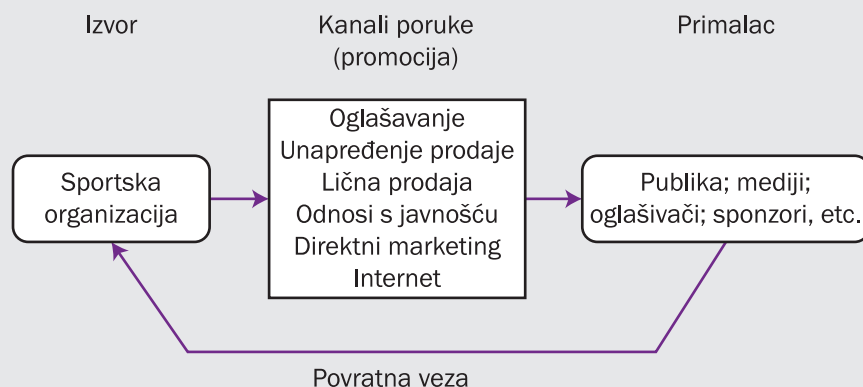 Izvor
Kanali poruke
(promocija)
Primalac
Sportska
organizacija
Oglašavanje
Unapređenje prodaje
Lična prodaja
Odnosi s javnošću
Direktni marketing
Internet
Publika; mediji;
oglašivači; sponzori, etc.
Povratna veza